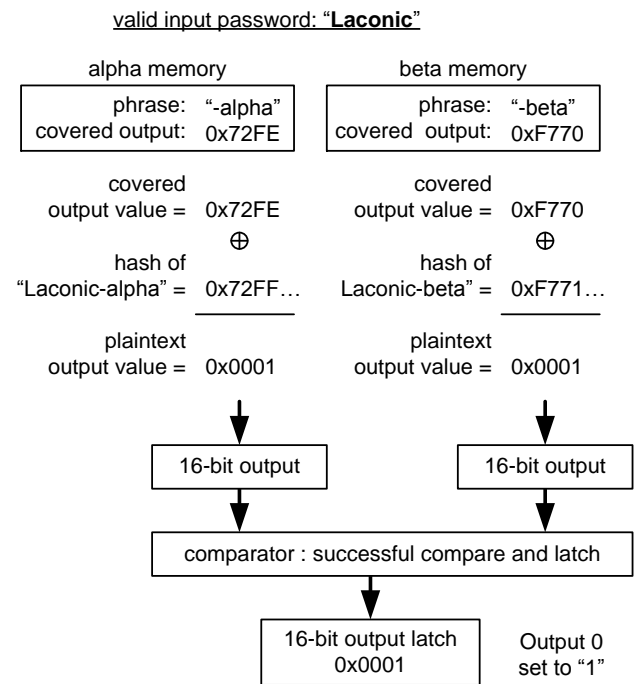 valid input password: “Laconic”
alpha memory
phrase: “-alpha”
covered output: 0x72FE
covered
output value = 0x72FE
⊕
hash of
“Laconic-alpha” = 0x72FF…
plaintext
output value = 0x0001
16-bit output
beta memory
phrase: “-beta”
covered output: 0xF770
covered
output value = 0xF770
⊕
hash of
Laconic-beta” = 0xF771…
plaintext
output value = 0x0001
16-bit output
comparator : successful compare and latch
16-bit output latch
0x0001
Output 0
set to “1”